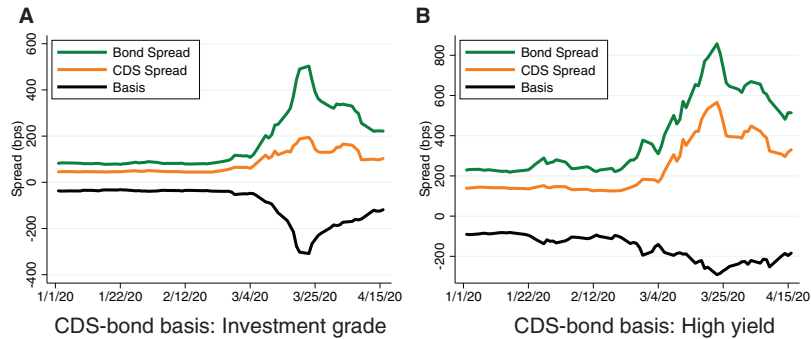 A
Spread (bps)
600
400
200
0
-200
-400
Bond Spread
CDS Spread
Basis
1/1/20 1/22/20 2/12/20 3/4/20 3/25/20 4/15/20
CDS-bond basis: Investment grade
B
Spread (bps)
800
600
400
200
0
-200
Bond Spread
CDS Spread
Basis
1/1/20 1/22/20 2/12/20 3/4/20 3/25/20 4/15/20
CDS-bond basis: High yield